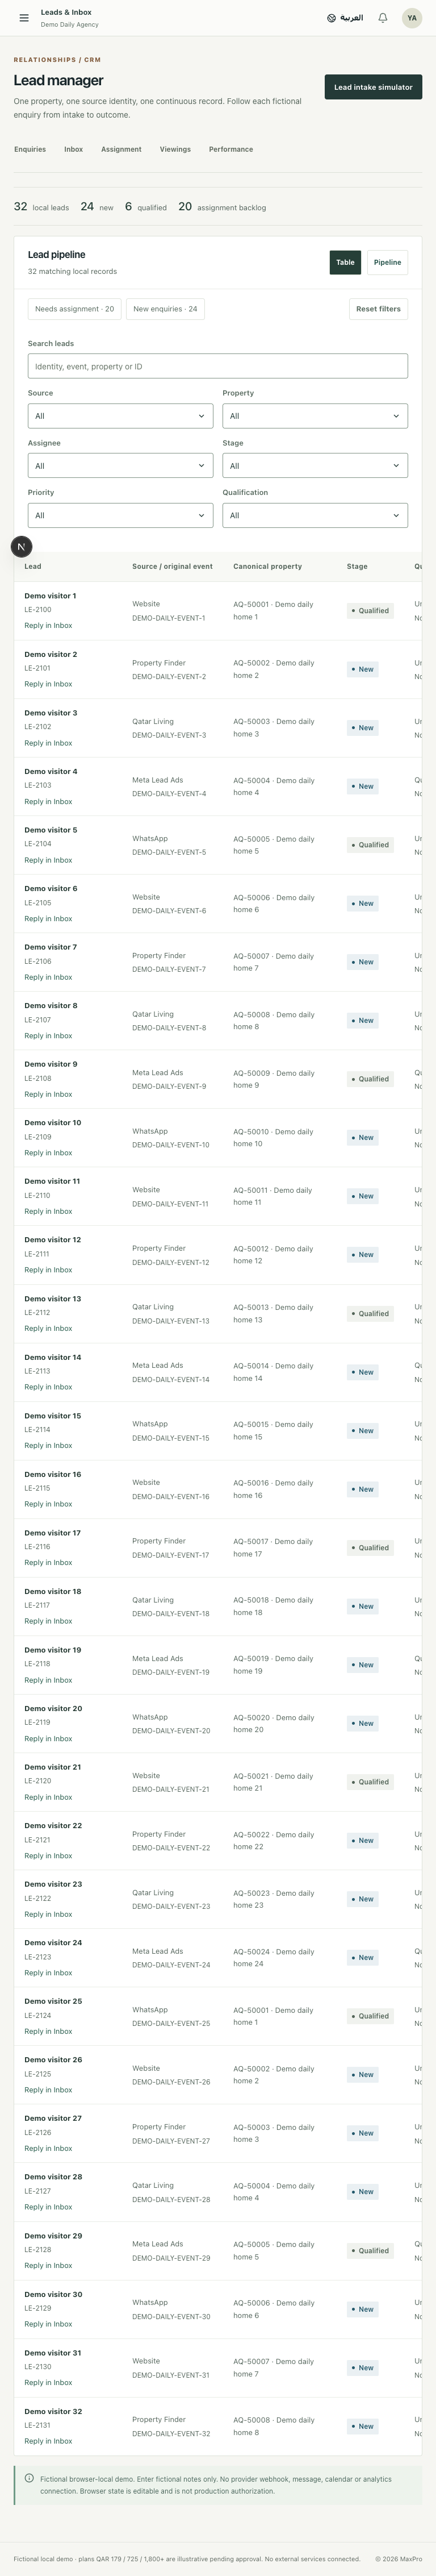 Leads & Inbox
Demo Daily Agency
العربية
YA
RELATIONSHIPS / CRM
Lead manager
One property, one source identity, one continuous record. Follow each fictional
enquiry from intake to outcome.
Lead intake simulator
Enquiries Inbox Assignment Viewings Performance
32 local leads 24 new 6 qualified 20 assignment backlog
Lead pipeline
32 matching local records
Table Pipeline
Needs assignment · 20 New enquiries · 24 Reset filters
Search leads
Identity, event, property or ID
Source Property
All All
Assignee Stage
All All
Priority Qualification
All All
N
Lead Source / original event Canonical property Stage
Demo visitor 1
LE-2100
Reply in Inbox
Website
DEMO-DAILY-EVENT-1
AQ-50001 · Demo daily
home 1
Qualified
Demo visitor 2
LE-2101
Reply in Inbox
Property Finder
DEMO-DAILY-EVENT-2
AQ-50002 · Demo daily
home 2
New
Demo visitor 3
LE-2102
Reply in Inbox
Qatar Living
DEMO-DAILY-EVENT-3
AQ-50003 · Demo daily
home 3
New
Demo visitor 4
LE-2103
Reply in Inbox
Meta Lead Ads
DEMO-DAILY-EVENT-4
AQ-50004 · Demo daily
home 4
New
Demo visitor 5
LE-2104
Reply in Inbox
WhatsApp
DEMO-DAILY-EVENT-5
AQ-50005 · Demo daily
home 5
Qualified
Demo visitor 6
LE-2105
Reply in Inbox
Website
DEMO-DAILY-EVENT-6
AQ-50006 · Demo daily
home 6
New
Demo visitor 7
LE-2106
Reply in Inbox
Property Finder
DEMO-DAILY-EVENT-7
AQ-50007 · Demo daily
home 7
New
Demo visitor 8
LE-2107
Reply in Inbox
Qatar Living
DEMO-DAILY-EVENT-8
AQ-50008 · Demo daily
home 8
New
Demo visitor 9
LE-2108
Reply in Inbox
Meta Lead Ads
DEMO-DAILY-EVENT-9
AQ-50009 · Demo daily
home 9
Qualified
Demo visitor 10
LE-2109
Reply in Inbox
WhatsApp
DEMO-DAILY-EVENT-10
AQ-50010 · Demo daily
home 10
New
Demo visitor 11
LE-2110
Reply in Inbox
Website
DEMO-DAILY-EVENT-11
AQ-50011 · Demo daily
home 11
New
Demo visitor 12
LE-2111
Reply in Inbox
Property Finder
DEMO-DAILY-EVENT-12
AQ-50012 · Demo daily
home 12
New
Demo visitor 13
LE-2112
Reply in Inbox
Qatar Living
DEMO-DAILY-EVENT-13
AQ-50013 · Demo daily
home 13
Qualified
Demo visitor 14
LE-2113
Reply in Inbox
Meta Lead Ads
DEMO-DAILY-EVENT-14
AQ-50014 · Demo daily
home 14
New
Demo visitor 15
LE-2114
Reply in Inbox
WhatsApp
DEMO-DAILY-EVENT-15
AQ-50015 · Demo daily
home 15
New
Demo visitor 16
LE-2115
Reply in Inbox
Website
DEMO-DAILY-EVENT-16
AQ-50016 · Demo daily
home 16
New
Demo visitor 17
LE-2116
Reply in Inbox
Property Finder
DEMO-DAILY-EVENT-17
AQ-50017 · Demo daily
home 17
Qualified
Demo visitor 18
LE-2117
Reply in Inbox
Qatar Living
DEMO-DAILY-EVENT-18
AQ-50018 · Demo daily
home 18
New
Demo visitor 19
LE-2118
Reply in Inbox
Meta Lead Ads
DEMO-DAILY-EVENT-19
AQ-50019 · Demo daily
home 19
New
Demo visitor 20
LE-2119
Reply in Inbox
WhatsApp
DEMO-DAILY-EVENT-20
AQ-50020 · Demo daily
home 20
New
Demo visitor 21
LE-2120
Reply in Inbox
Website
DEMO-DAILY-EVENT-21
AQ-50021 · Demo daily
home 21
Qualified
Demo visitor 22
LE-2121
Reply in Inbox
Property Finder
DEMO-DAILY-EVENT-22
AQ-50022 · Demo daily
home 22
New
Demo visitor 23
LE-2122
Reply in Inbox
Qatar Living
DEMO-DAILY-EVENT-23
AQ-50023 · Demo daily
home 23
New
Demo visitor 24
LE-2123
Reply in Inbox
Meta Lead Ads
DEMO-DAILY-EVENT-24
AQ-50024 · Demo daily
home 24
New
Demo visitor 25
LE-2124
Reply in Inbox
WhatsApp
DEMO-DAILY-EVENT-25
AQ-50001 · Demo daily
home 1
Qualified
Demo visitor 26
LE-2125
Reply in Inbox
Website
DEMO-DAILY-EVENT-26
AQ-50002 · Demo daily
home 2
New
Demo visitor 27
LE-2126
Reply in Inbox
Property Finder
DEMO-DAILY-EVENT-27
AQ-50003 · Demo daily
home 3
New
Demo visitor 28
LE-2127
Reply in Inbox
Qatar Living
DEMO-DAILY-EVENT-28
AQ-50004 · Demo daily
home 4
New
Demo visitor 29
LE-2128
Reply in Inbox
Meta Lead Ads
DEMO-DAILY-EVENT-29
AQ-50005 · Demo daily
home 5
Qualified
Demo visitor 30
LE-2129
Reply in Inbox
WhatsApp
DEMO-DAILY-EVENT-30
AQ-50006 · Demo daily
home 6
New
Demo visitor 31
LE-2130
Reply in Inbox
Website
DEMO-DAILY-EVENT-31
AQ-50007 · Demo daily
home 7
New
Demo visitor 32
LE-2131
Reply in Inbox
Property Finder
DEMO-DAILY-EVENT-32
AQ-50008 · Demo daily
home 8
New
Fictional browser-local demo. Enter fictional notes only. No provider webhook, message, calendar or analytics
connection. Browser state is editable and is not production authorization.
Fictional local demo · plans QAR 179 / 725 / 1,800+ are illustrative pending approval. No external services connected. © 2026 MaxPro